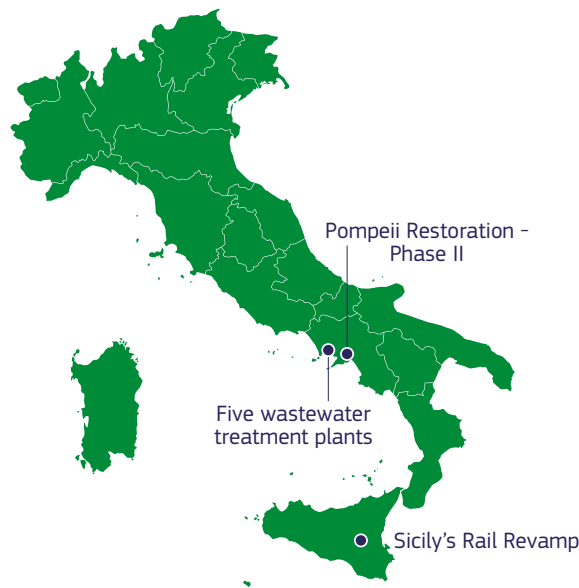 Pompeii Restoration -
Phase II
Five wastewater
treatment plants
Sicily's Rail Revamp